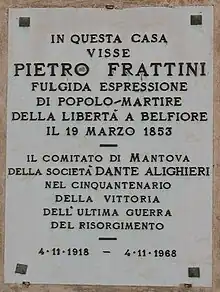 IN QUESTA CASA
VISSE
PIETRO FRATTINI
FULGIDA ESPRESSIONE
DI POPOLO-MARTIRE
DELLA LIBERTÀ A BELFIORE
IL 19 MARZO 1853
IL COMITATO DI MANTOVA
DELLA SOCIETÀ DANTE ALIGHIERI
NEL CINQUANTENARIO
DELLA VITTORIA
DELL'ULTIMA GUERRA
DEL RISORGIMENTO
4-11-1918 - 4-11-1968